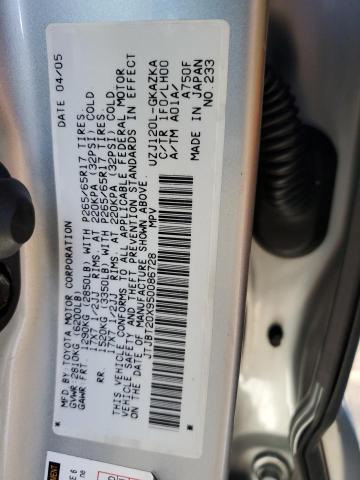 MF. BY: TOYOTA MOTOR CORPORATION DATE 04/05
GVWR 2810KG (6200LB)
GAWR FRT. 1290KG (2850LB) WITH P265/65R17 TIRES.
17X7 1/2JJ RIMS. AT 220KPA (32PSI) COLD
RR. 1520KG (3350LB) WITH P265/65R17 TIRES.
17X7 1/2JJ RIMS. AT 220KPA (32PSI) COLD
THIS VEHICLE CONFORMS TO ALL APPLICABLE FEDERAL MOTOR
VEHICLE SAFETY AND THEFT PREVENTION STANDARDS IN EFFECT
ON THE DATE OF MANUFACTURE SHOWN ABOVE.
JTJBT20X950086728 MPV
UZJ120L-GKAZKA
C/TR 1F0/LH00
A/TM A01A/ A750F
MADE IN JAPAN
NO.233